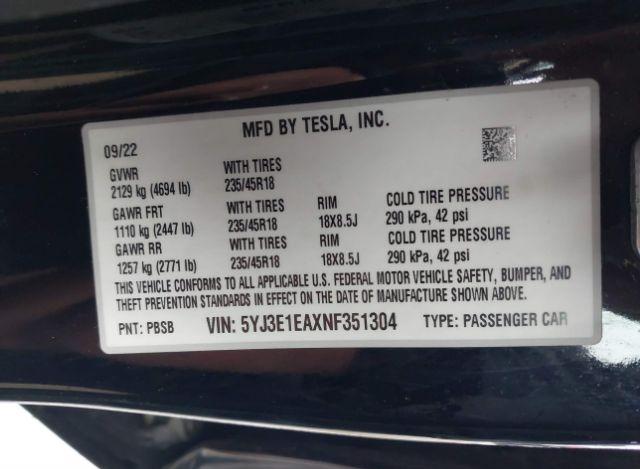 MFD BY TESLA, INC.
09/22
GVWR WITH TIRES
2129 kg (4694 lb) 235/45R18
GAWR FRT WITH TIRES RIM COLD TIRE PRESSURE
1110 kg (2447 lb) 235/45R18 18X8.5J 290 kPa, 42 psi
GAWR RR WITH TIRES RIM COLD TIRE PRESSURE
1257 kg (2771 lb) 235/45R18 18X8.5J 290 kPa, 42 psi
THIS VEHICLE CONFORMS TO ALL APPLICABLE U.S. FEDERAL MOTOR VEHICLE SAFETY, BUMPER, AND
THEFT PREVENTION STANDARDS IN EFFECT ON THE DATE OF MANUFACTURE SHOWN ABOVE.
PNT: PBSB VIN: 5YJ3E1EAXNF351304 TYPE: PASSENGER CAR